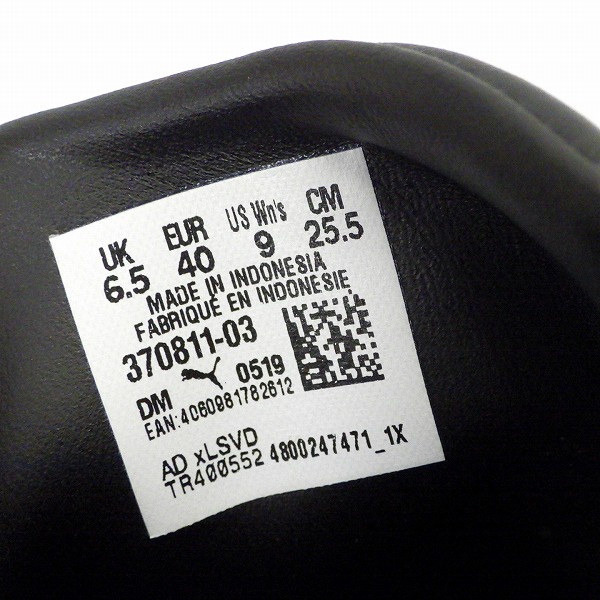 UK EUR US Wn's CM
6.5 40 9 25.5
MADE IN INDONESIA
FABRIQUÉ EN INDONESIE
370811-03
DM 0519
EAN:4060981782612
AD xLSVD
TR400552 4800247471_1X